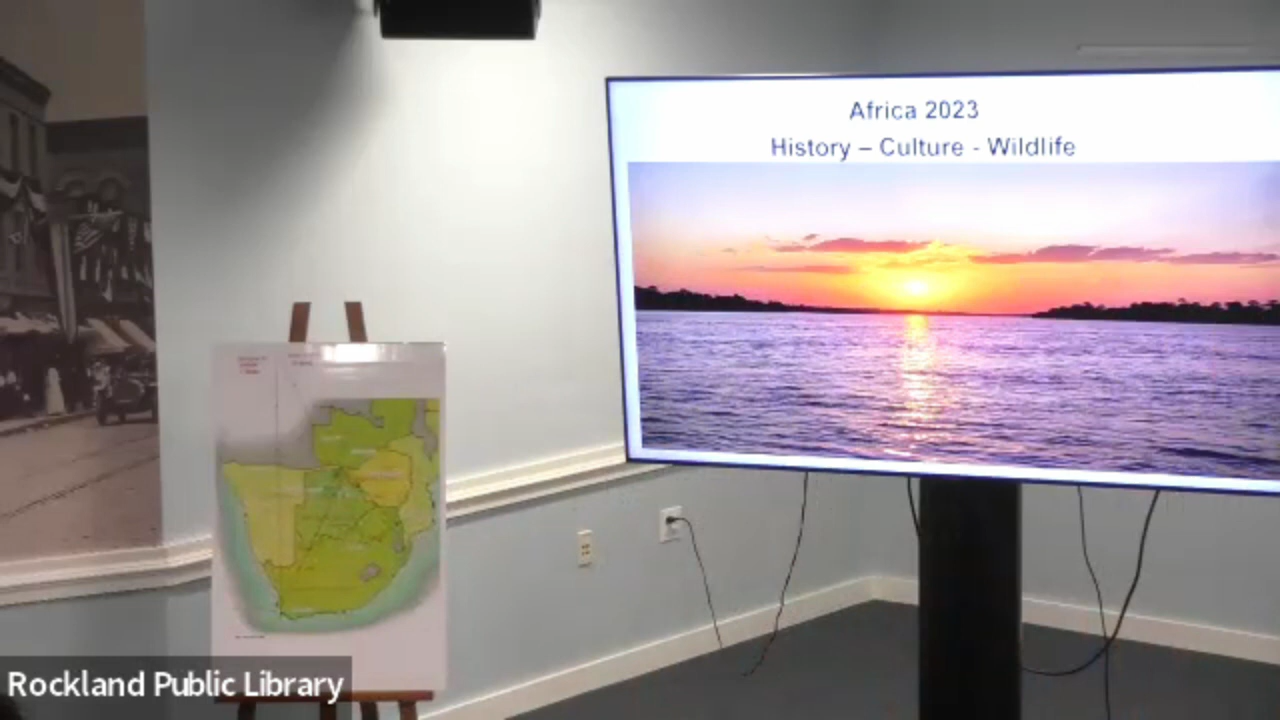 Africa 2023
History – Culture - Wildlife
Rockland Public Library